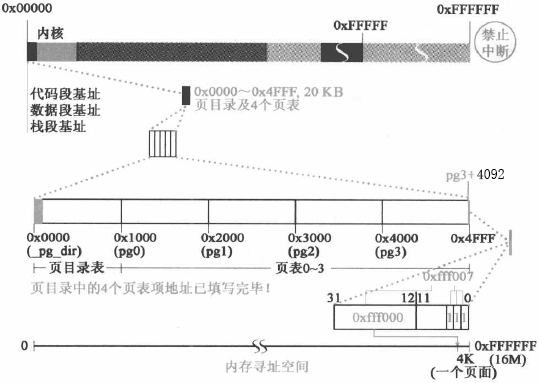 0x00000
0xFFFFF
0xFFFFFF
内核
禁止
中断
代码段基址
数据段基址
栈段基址
0x0000～0x4FFF, 20 KB
页目录及4个页表
pg3+4092
0x0000
(_pg_dir)
0x1000
(pg0)
0x2000
(pg1)
0x3000
(pg2)
0x4000
(pg3)
0x4FFF
页目录表
页表0~3
页目录中的4个页表项地址已填写完毕！
0xfff007
31
12
11
0
0xfff000
1
1
1
0
0xFFFFFF
4K
(16M)
(一个页面)
内存寻址空间